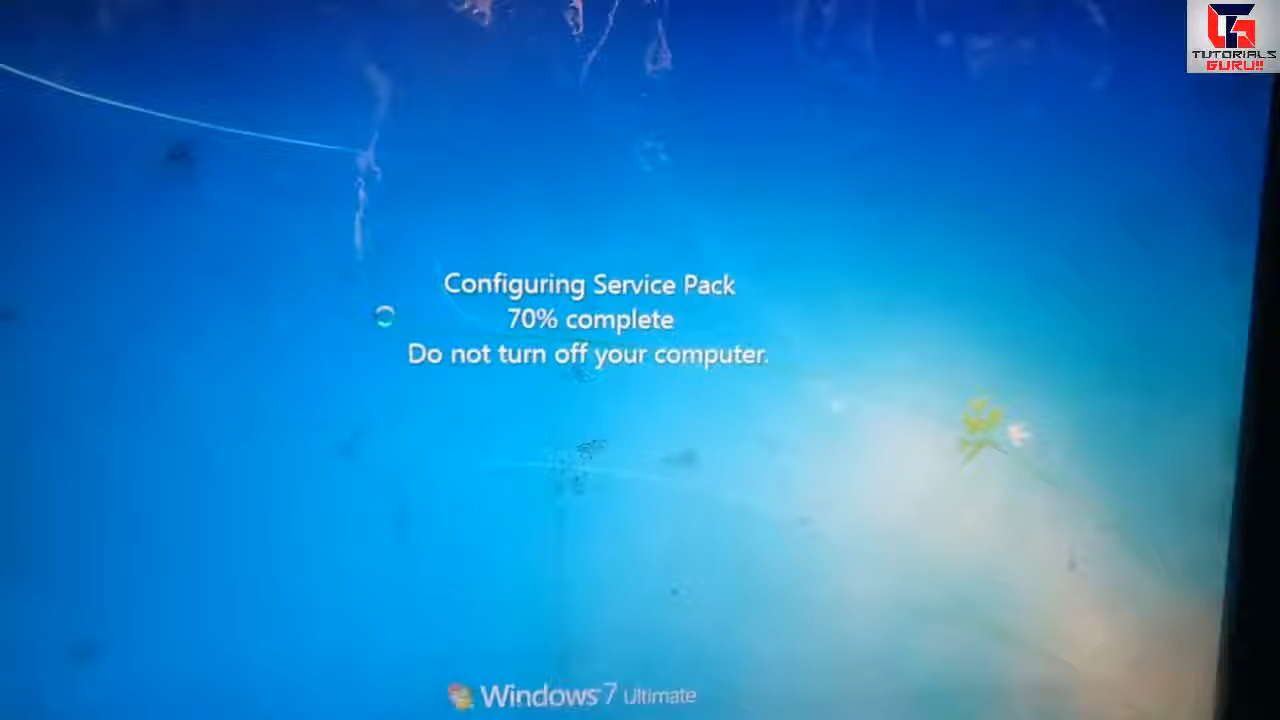 TUTORIALS
GURU!!
Configuring Service Pack
70% complete
Do not turn off your computer.
Windows 7 Ultimate